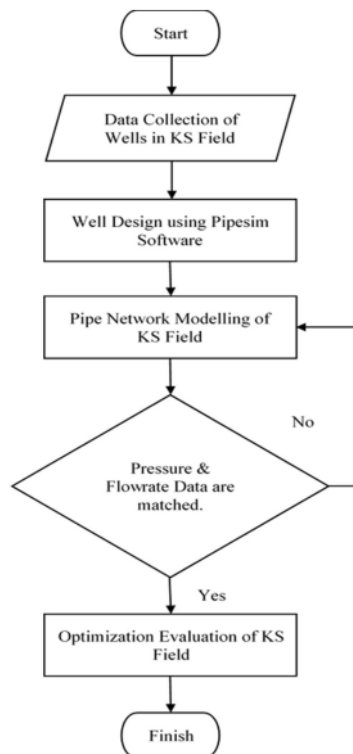 Start
Data Collection of
Wells in KS Field
Well Design using Pipesim
Software
Pipe Network Modelling of
KS Field
No
Pressure &
Flowrate Data are
matched.
Yes
Optimization Evaluation of KS
Field
Finish